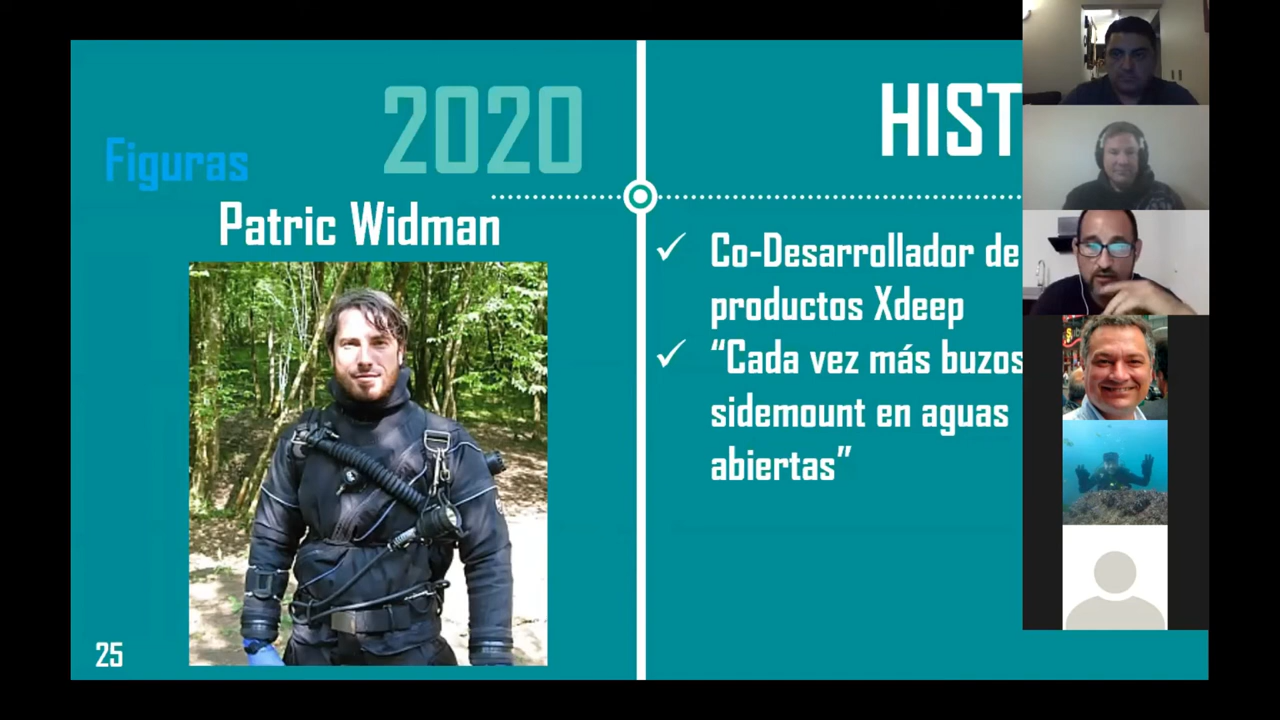 2020
HIST
Figuras
Patric Widman
✓ Co-Desarrollador de
productos Xdeep
✓ “Cada vez más buzos
sidemount en aguas
abiertas”
25